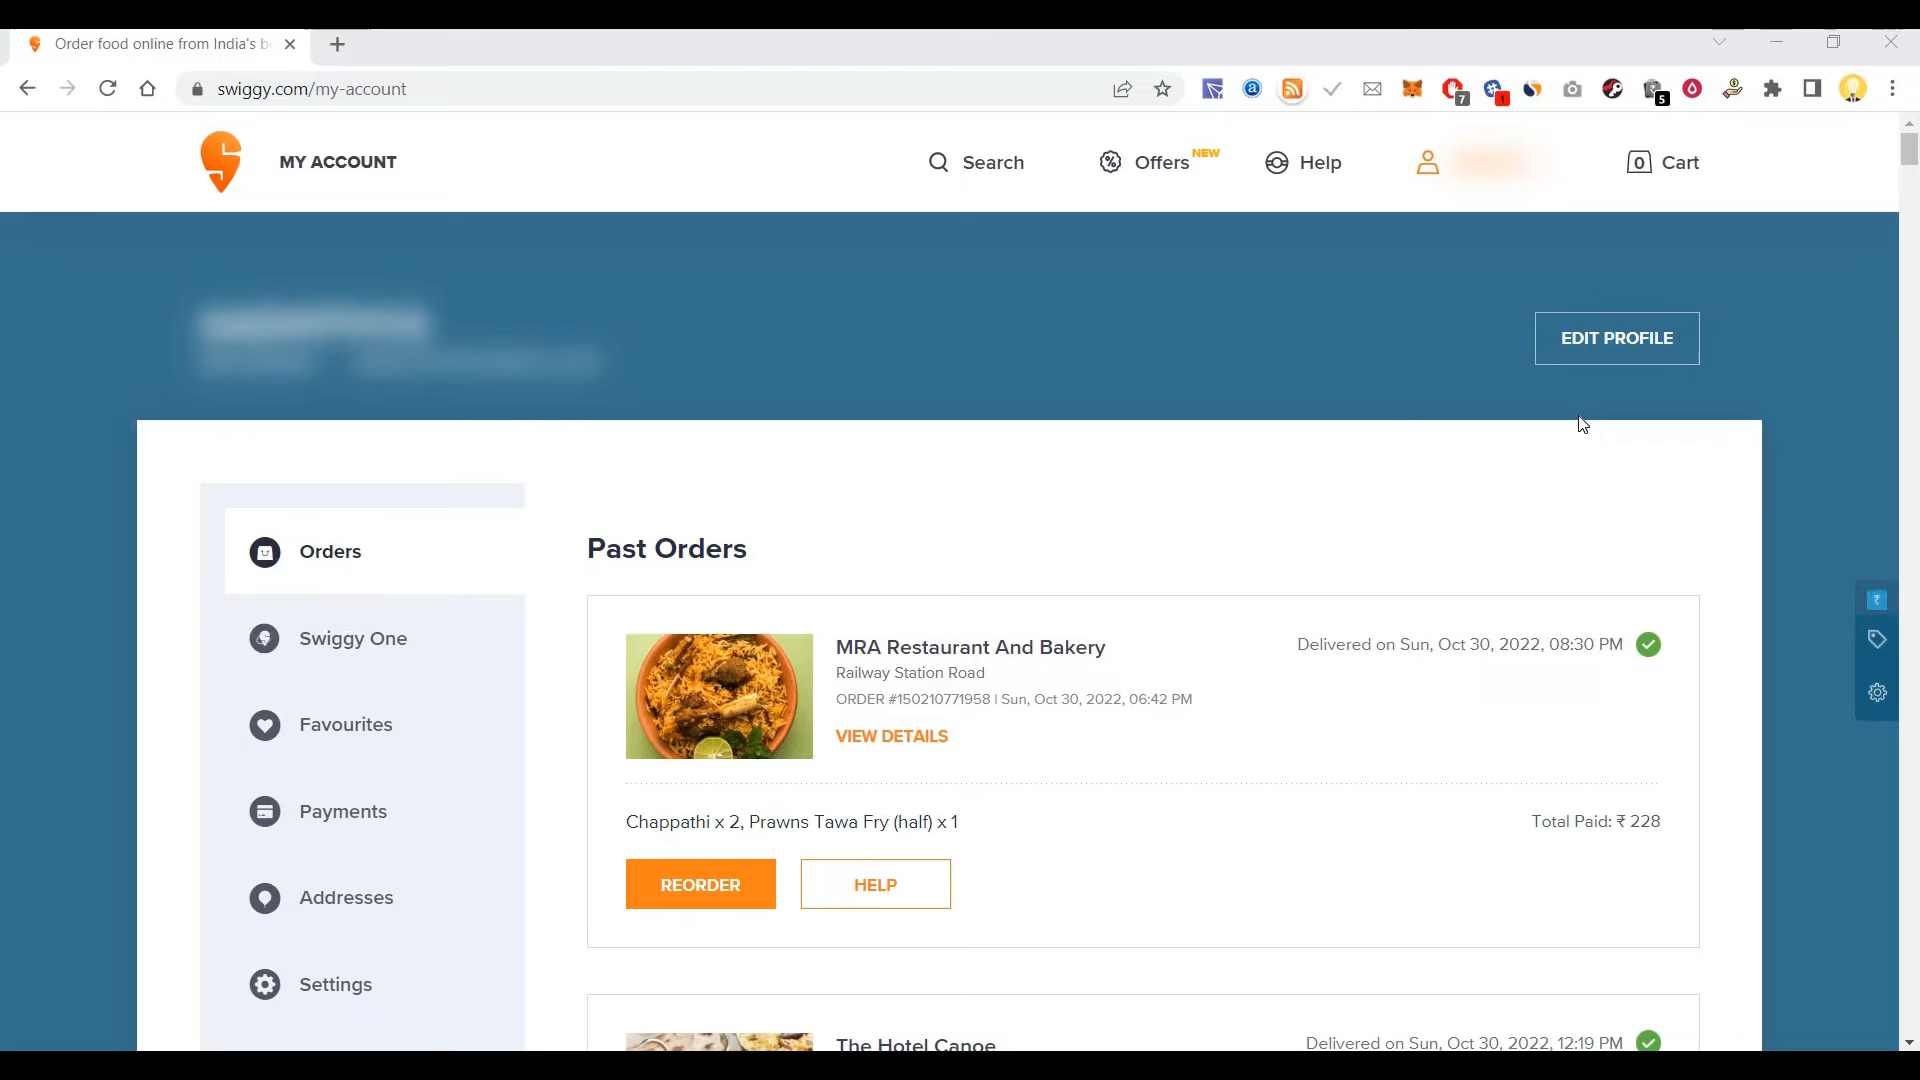 Order food online from India's b
swiggy.com/my-account
7
1
5
MY ACCOUNT
Search
Offers NEW
Help
0 Cart
EDIT PROFILE
Orders
Swiggy One
Favourites
Payments
Addresses
Settings
Past Orders
MRA Restaurant And Bakery
Railway Station Road
ORDER #150210771958 | Sun, Oct 30, 2022, 06:42 PM
VIEW DETAILS
Delivered on Sun, Oct 30, 2022, 08:30 PM
Chappathi x 2, Prawns Tawa Fry (half) x 1
Total Paid: ₹ 228
REORDER
HELP
₹
The Hotel Canoe
Delivered on Sun, Oct 30, 2022, 12:19 PM